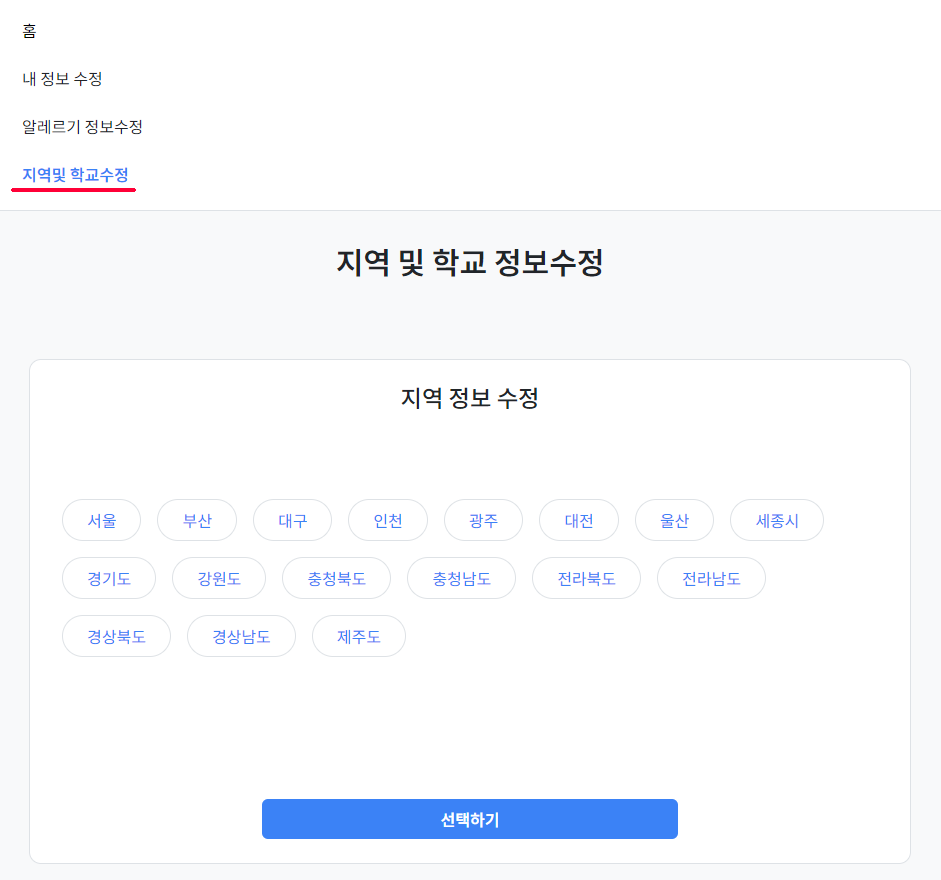 홈
내 정보 수정
알레르기 정보수정
지역및 학교수정
지역 및 학교 정보수정
지역 정보 수정
서울 부산 대구 인천 광주 대전 울산 세종시
경기도 강원도 충청북도 충청남도 전라북도 전라남도
경상북도 경상남도 제주도
선택하기